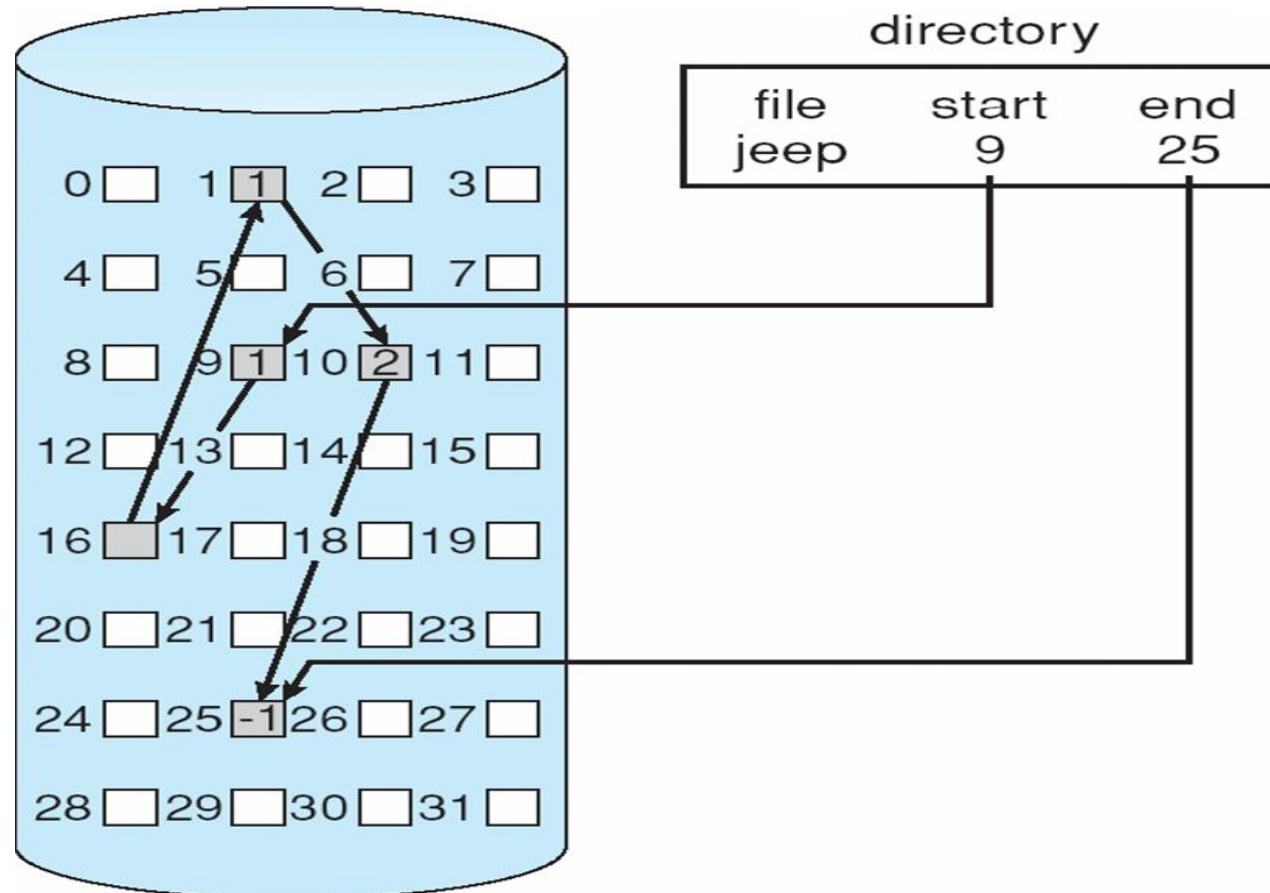 directory
file start end
jeep 9 25
0 1 1 2 3
4 5 6 7
8 9 1 10 2 11
12 13 14 15
16 17 18 19
20 21 22 23
24 25 -1 26 27
28 29 30 31